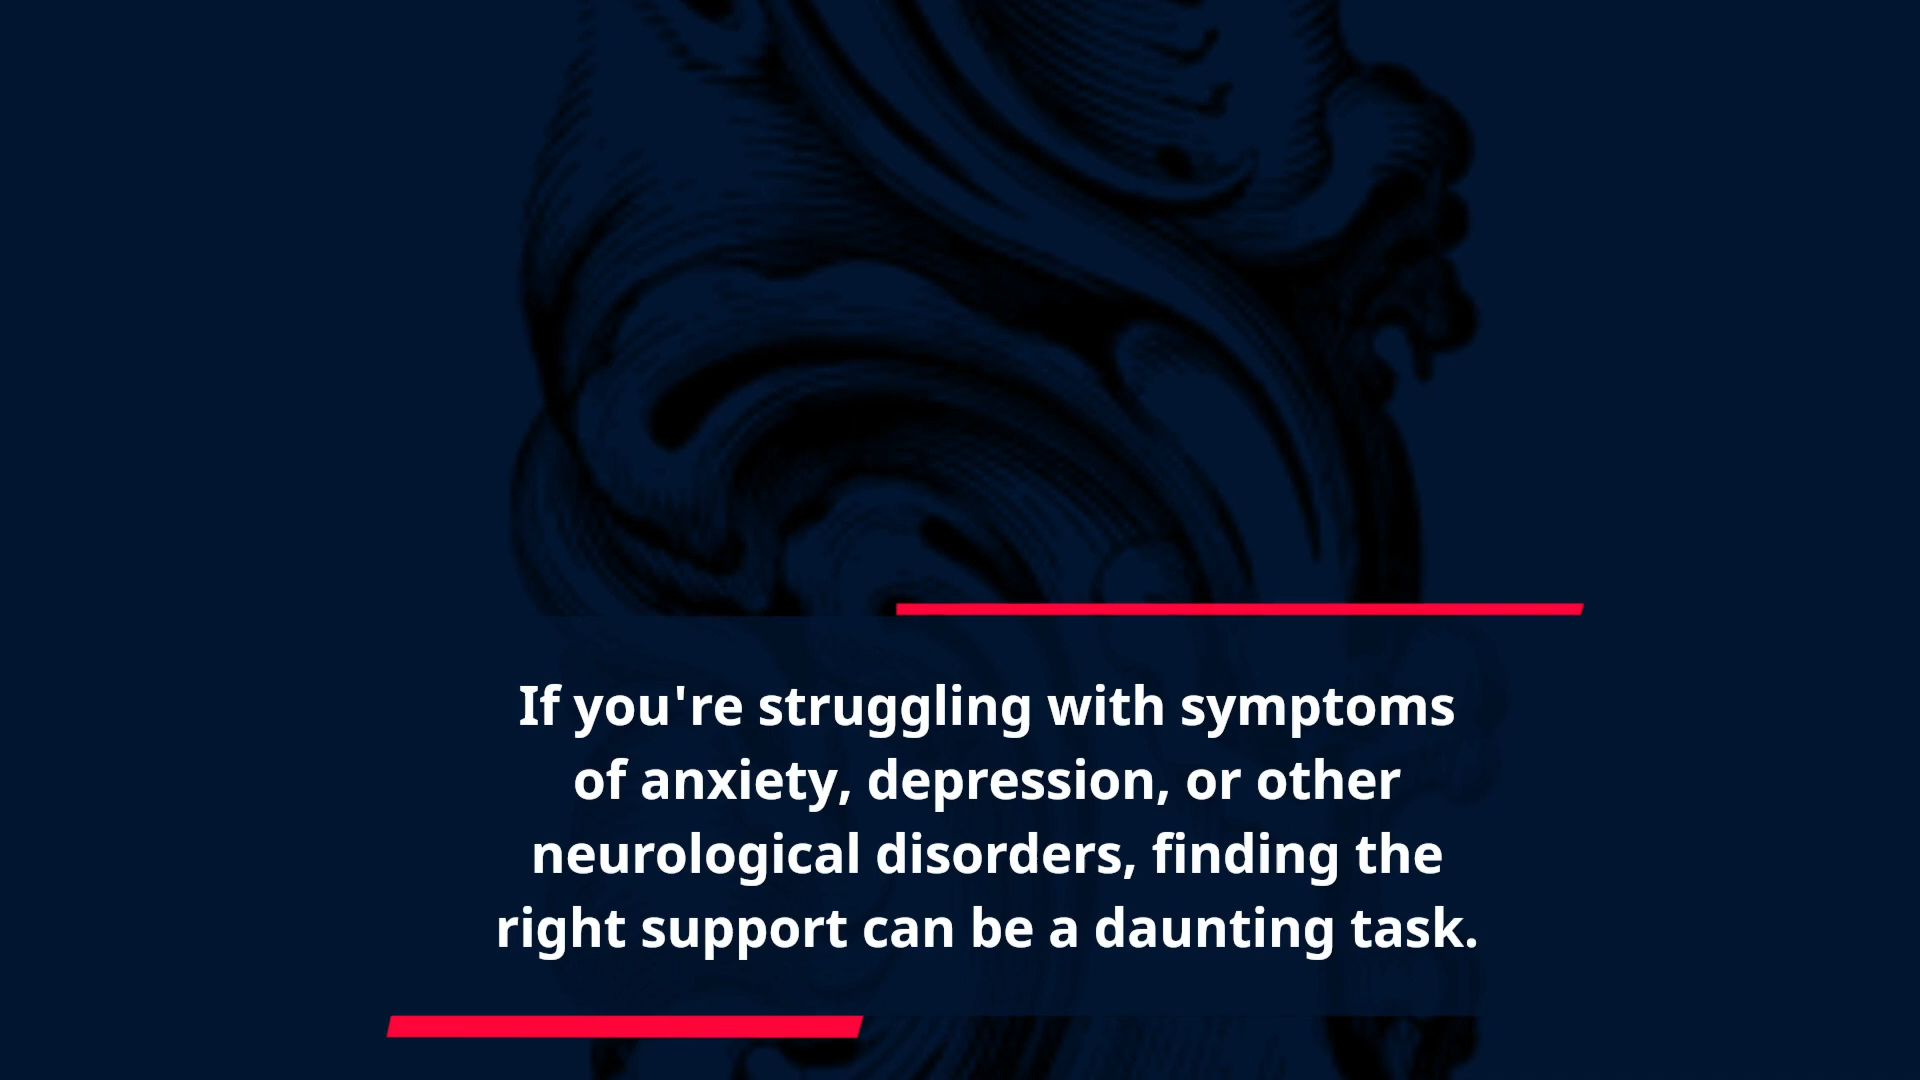 If you're struggling with symptoms
of anxiety, depression, or other
neurological disorders, finding the
right support can be a daunting task.